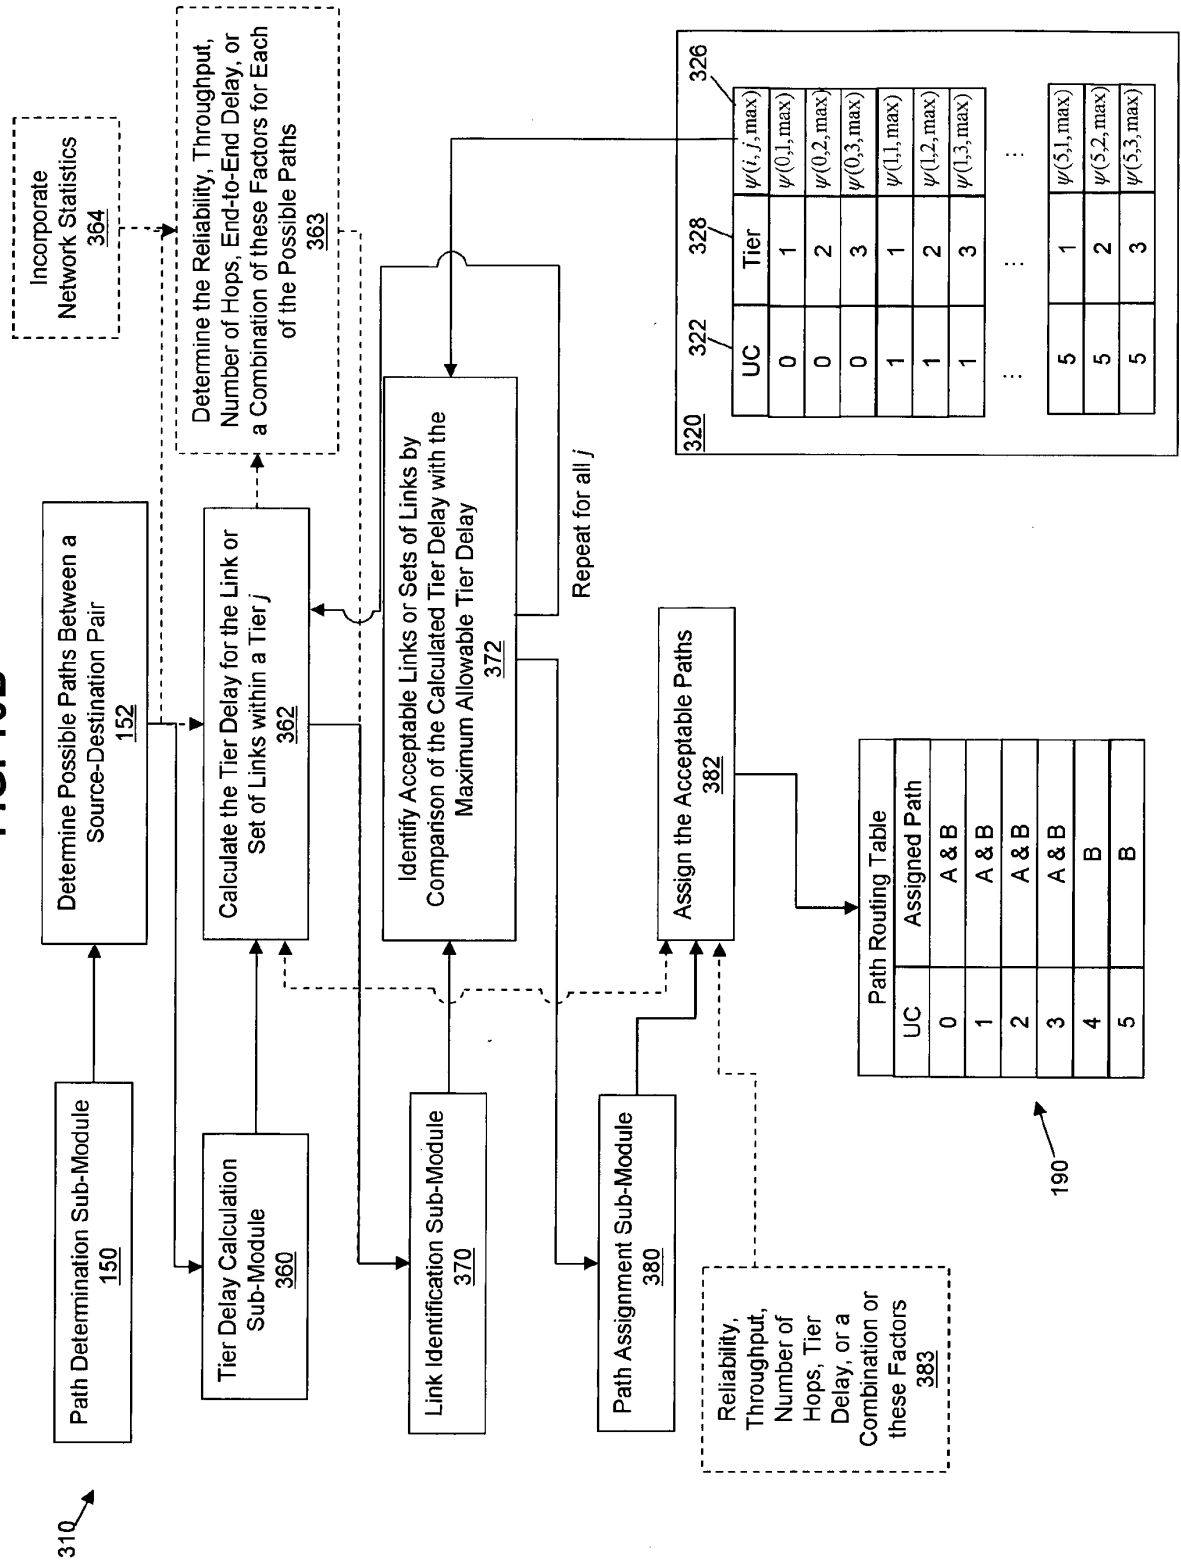 310
Path Determination Sub-Module
150
Determine Possible Paths Between a
Source-Destination Pair
152
Incorporate
Network Statistics
364
Tier Delay Calculation
Sub-Module
360
Calculate the Tier Delay for the Link or
Set of Links within a Tier j
362
Determine the Reliability, Throughput,
Number of Hops, End-to-End Delay, or
a Combination of these Factors for Each
of the Possible Paths
363
Link Identification Sub-Module
370
Identify Acceptable Links or Sets of Links by
Comparison of the Calculated Tier Delay with the
Maximum Allowable Tier Delay
372
Repeat for all j
Path Assignment Sub-Module
380
Assign the Acceptable Paths
382
Reliability,
Throughput,
Number of
Hops, Tier
Delay, or a
Combination or
these Factors
383
190
Path Routing Table
UC Assigned Path
0 A & B
1 A & B
2 A & B
3 A & B
4 B
5 B
320
322 328 326
UC Tier ψ(i, j, max)
0 1 ψ(0,1,max)
0 2 ψ(0,2,max)
0 3 ψ(0,3,max)
1 1 ψ(1,1,max)
1 2 ψ(1,2,max)
1 3 ψ(1,3,max)
... ... ...
5 1 ψ(5,1,max)
5 2 ψ(5,2,max)
5 3 ψ(5,3,max)